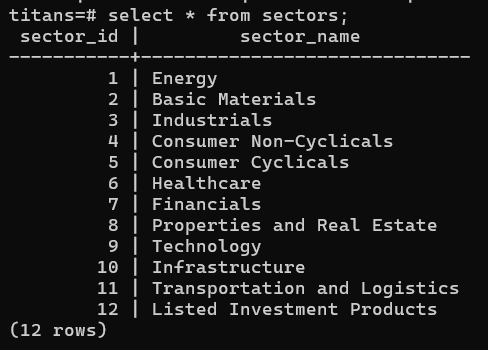 titans=# select * from sectors;
 sector_id |         sector_name
-----------+-----------------------------
         1 | Energy
         2 | Basic Materials
         3 | Industrials
         4 | Consumer Non-Cyclicals
         5 | Consumer Cyclicals
         6 | Healthcare
         7 | Financials
         8 | Properties and Real Estate
         9 | Technology
        10 | Infrastructure
        11 | Transportation and Logistics
        12 | Listed Investment Products
(12 rows)